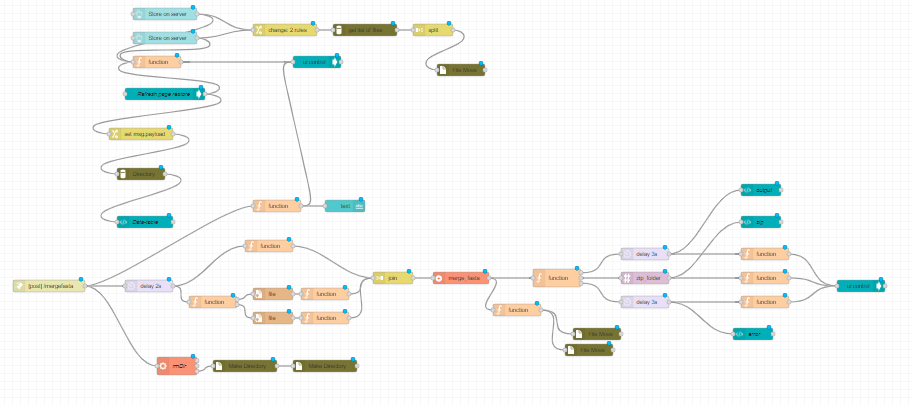 Store on server
change: 2 rules
get list of files
split
Store on server
function
ui control
File Move
Refresh page restore
set msg.payload
Directory
output
function
text
Data-table
zip
function
delay 3s
function
[post] /mergefasta
delay 2s
join
merge_fasta
function
zip_folder
function
ui control
file
function
function
delay 3s
function
function
file
function
error
File Move
File Move
rmDir
Make Directory
Make Directory